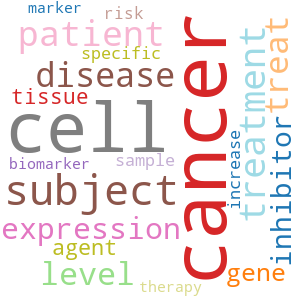 marker
risk
patient
specific
disease
tissue
cell
biomarker
sample
subject
expression
agent
level
therapy
cancer
increase
treatment
treat
inhibitor
gene